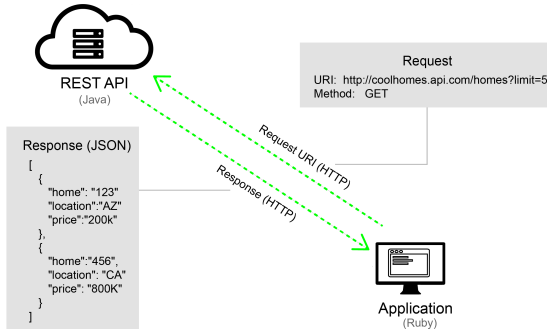 REST API
(Java)
Request
URI: http://coolhomes.api.com/homes?limit=5
Method: GET
Request URI (HTTP)
Response (HTTP)
Response (JSON)
[
{
"home": "123"
"location":"AZ"
"price":"200k"
},
{
"home":"456",
"location": "CA"
"price": "800K"
}
]
Application
(Ruby)